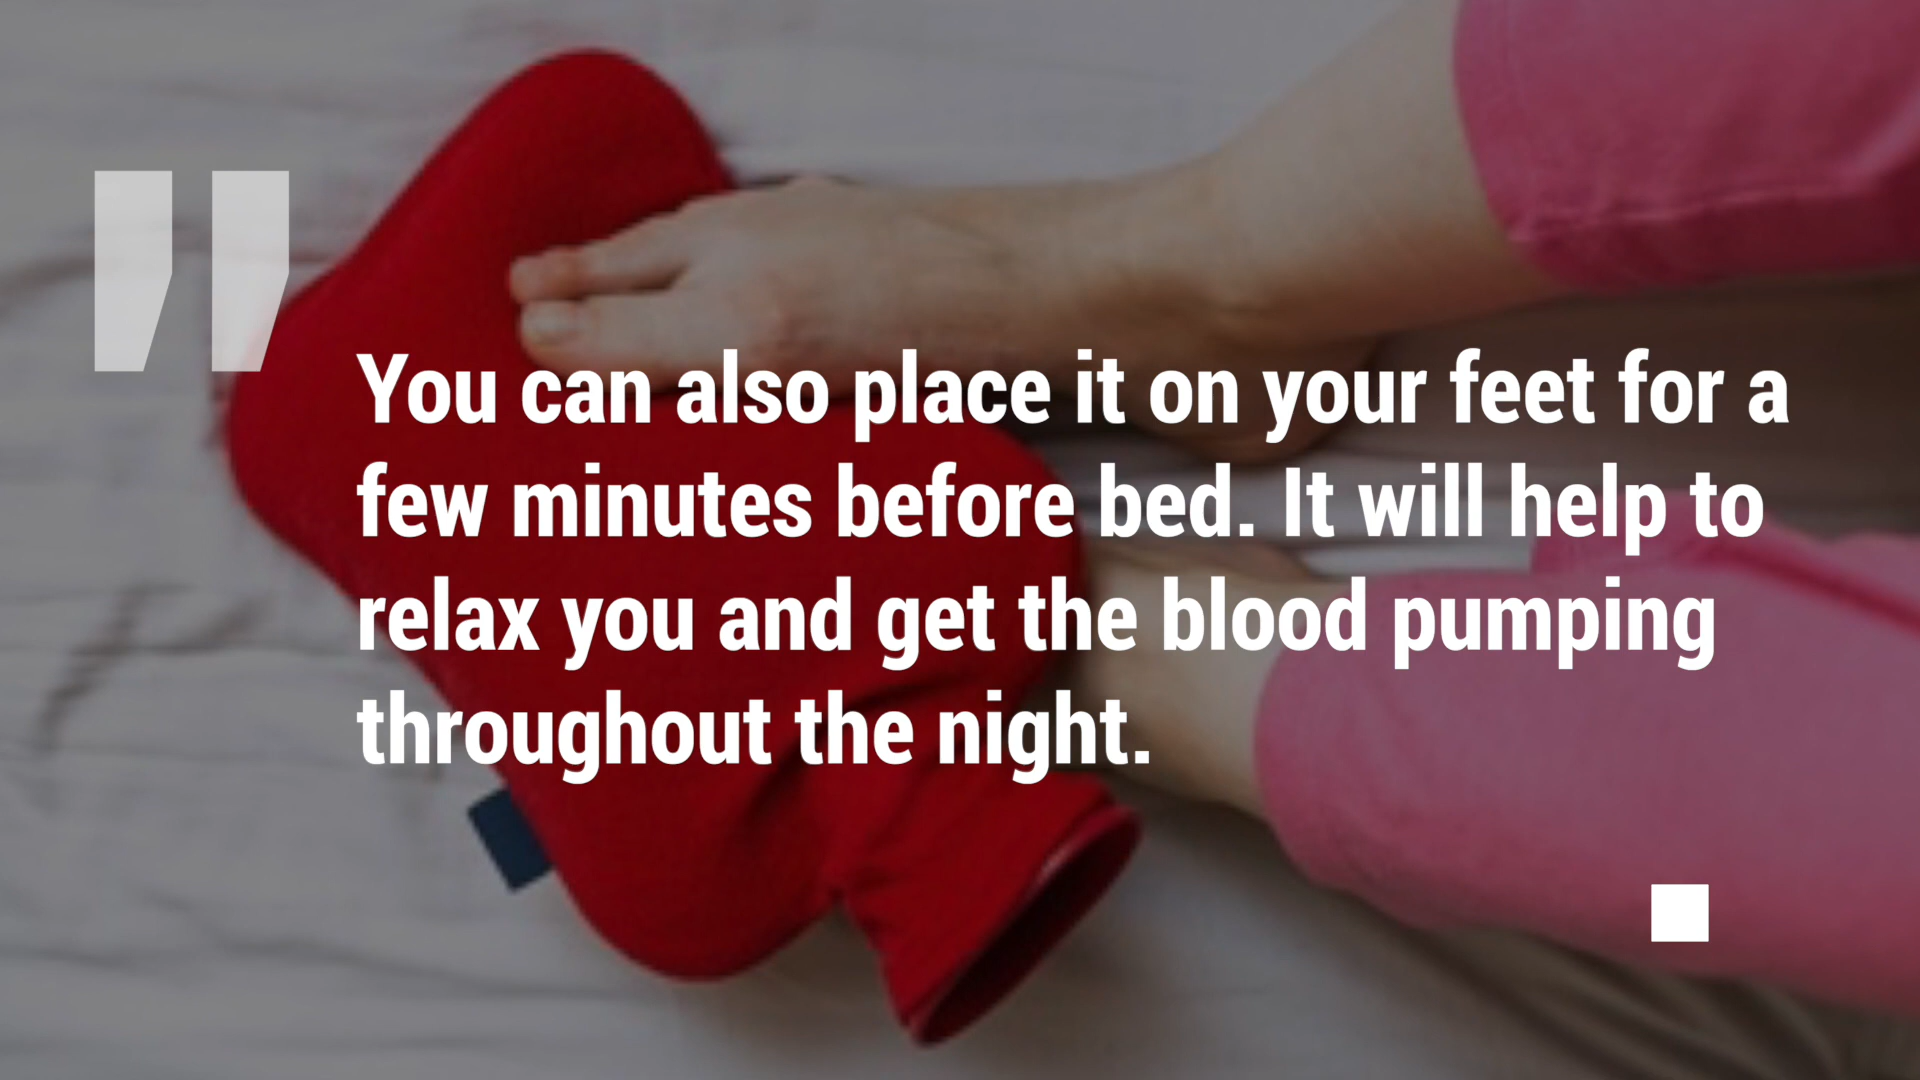 "
You can also place it on your feet for a
few minutes before bed. It will help to
relax you and get the blood pumping
throughout the night.